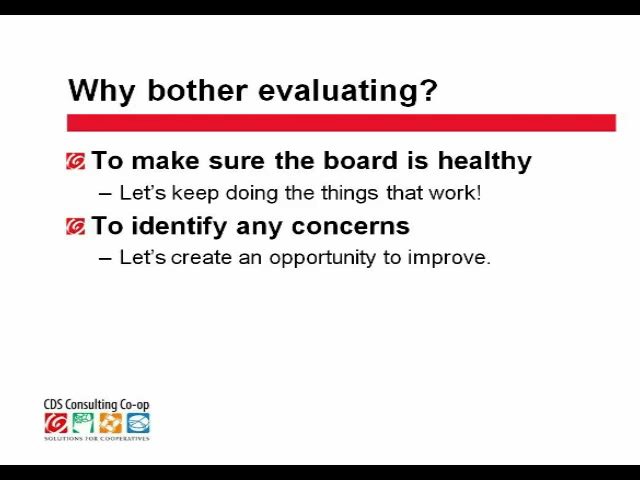 Why bother evaluating?
To make sure the board is healthy
– Let's keep doing the things that work!
To identify any concerns
– Let's create an opportunity to improve.
CDS Consulting Co-op
SOLUTIONS FOR COOPERATIVES